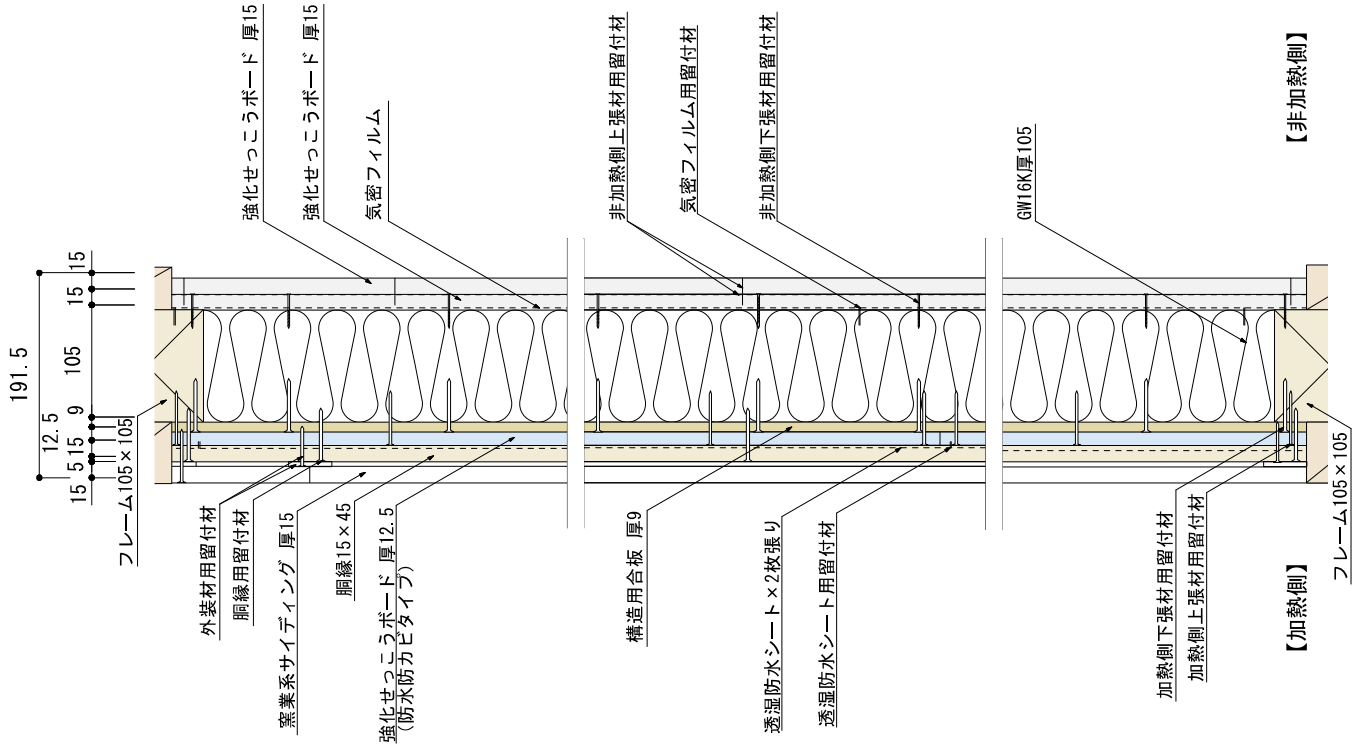 191.5
12.5
15
5
15
9
105
15
15
フレーム105×105
強化せっこうボード 厚15
強化せっこうボード 厚15
気密フィルム
非加熱側上張材用留付材
気密フィルム用留付材
非加熱側下張材用留付材
GW16K厚105
【非加熱側】
外装材用留付材
胴縁用留付材
窯業系サイディング 厚15
胴縁15×45
強化せっこうボード 厚12.5
(防水防カビタイプ)
構造用合板 厚9
透湿防水シート×2枚張り
透湿防水シート用留付材
加熱側下張材用留付材
加熱側上張材用留付材
【加熱側】
フレーム105×105